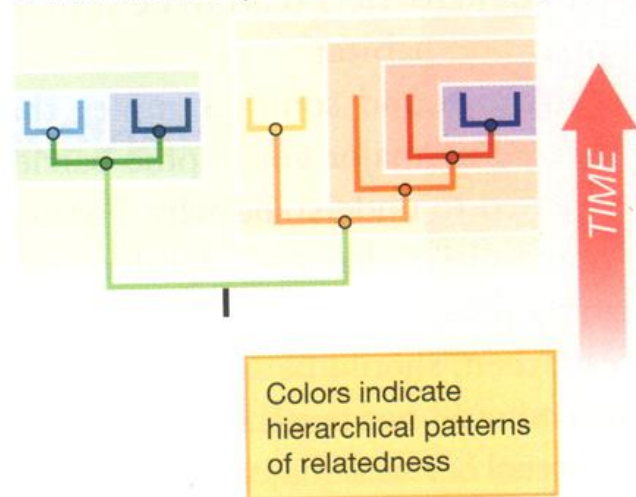 TIME
Colors indicate
hierarchical patterns
of relatedness